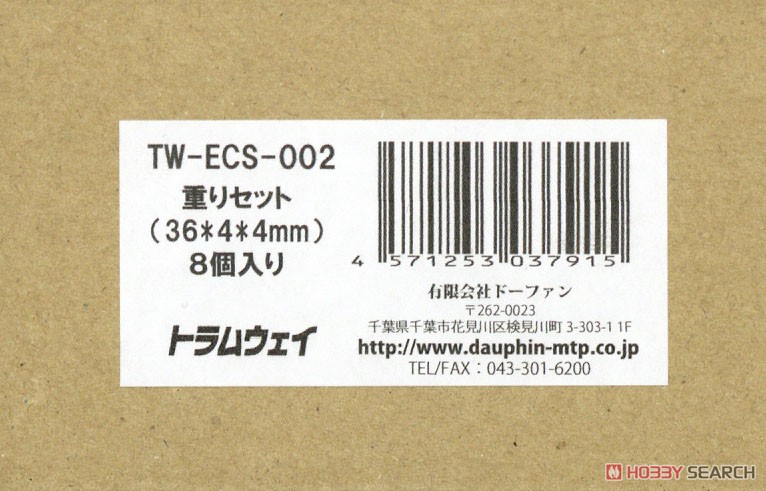 TW-ECS-002
重りセット
(36*4*4mm)
8個入り
トラムウェイ
4 571253 037915
有限会社ドーファン
〒262-0023
千葉県千葉市花見川区検見川町 3-303-1 1F
http://www.dauphin-mtp.co.jp
TEL/FAX：043-301-6200
HOBBY SEARCH